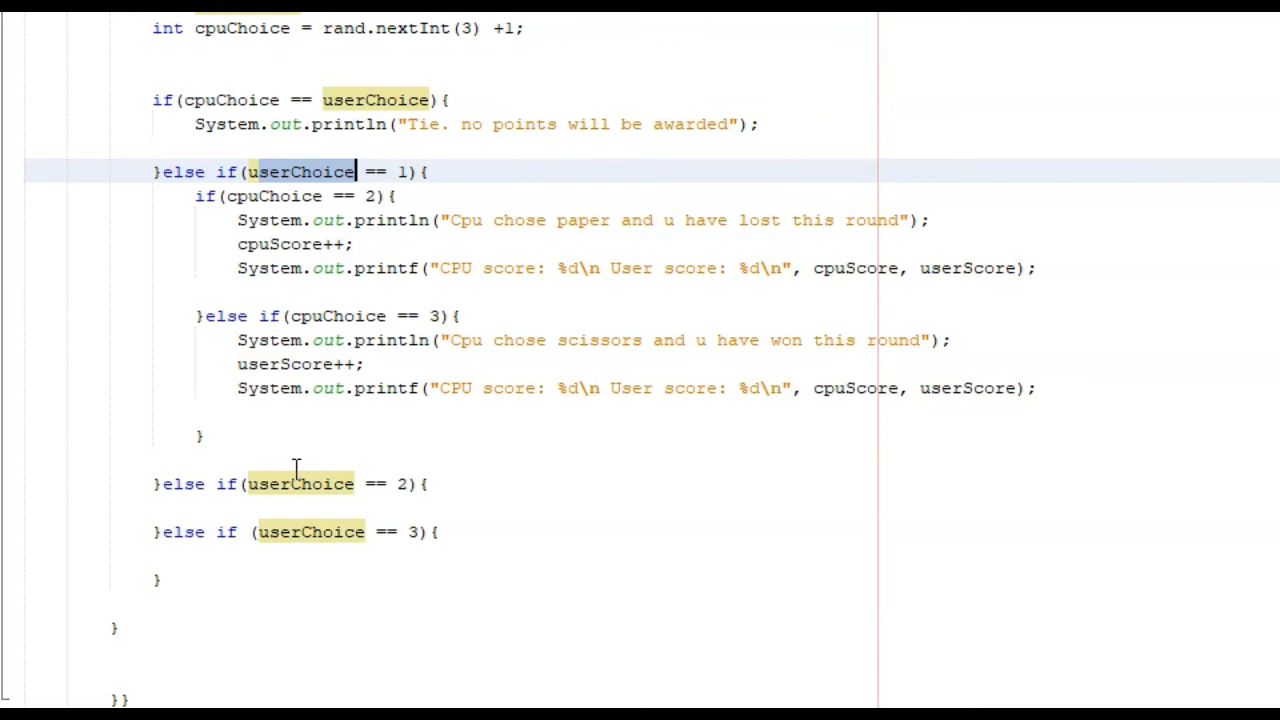 int cpuChoice = rand.nextInt(3) +1;
if(cpuChoice == userChoice){
System.out.println("Tie. no points will be awarded");
}else if(userChoice == 1){
if(cpuChoice == 2){
System.out.println("Cpu chose paper and u have lost this round");
cpuScore++;
System.out.printf("CPU score: %d\n User score: %d\n", cpuScore, userScore);
}else if(cpuChoice == 3){
System.out.println("Cpu chose scissors and u have won this round");
userScore++;
System.out.printf("CPU score: %d\n User score: %d\n", cpuScore, userScore);
}
}else if(userChoice == 2){
}else if (userChoice == 3){
}
}
}}